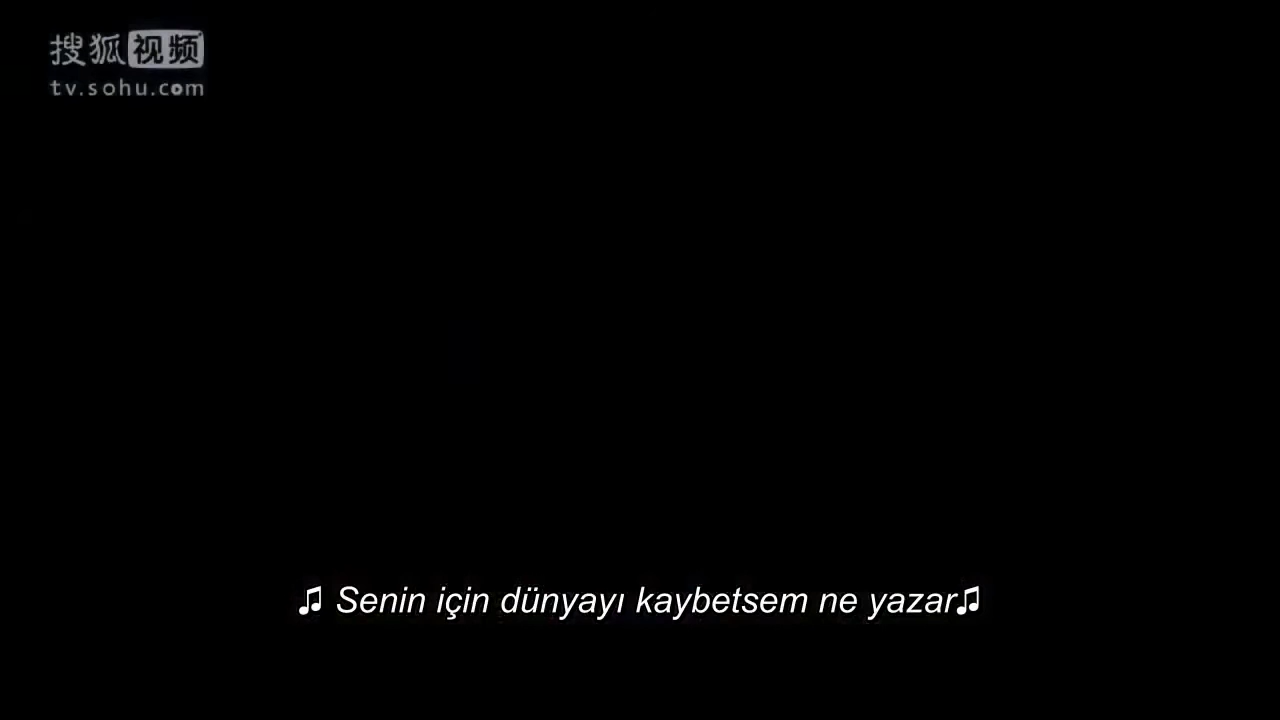 搜狐视频
tv.sohu.com
♫ Senin için dünyayı kaybetsem ne yazar♫